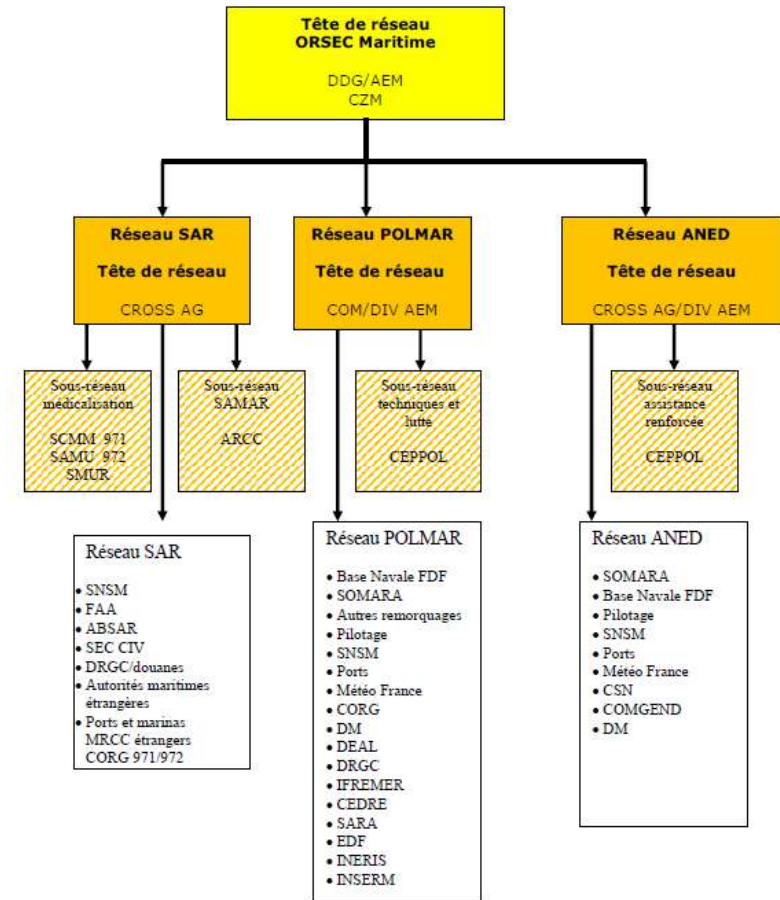 Tête de réseau
ORSEC Maritime
DDG/AEM
CZM
Réseau SAR
Tête de réseau
CROSS AG
Réseau POLMAR
Tête de réseau
COM/DIV AEM
Réseau ANED
Tête de réseau
CROSS AG/DIV AEM
Sous-réseau
médicalisation
SCMM 971
SAMU 972
SMUR
Sous-réseau
SAMAR
ARCC
Sous-réseau
techniques et
lutte
CEPPOL
Sous-réseau
assistance
renforcée
CEPPOL
Réseau SAR
• SNSM
• FAA
• ABSAR
• SEC CIV
• DRGC/douanes
• Autorités maritimes
étrangères
• Ports et marinas
MRCC étrangers
CORG 971/972
Réseau POLMAR
• Base Navale FDF
• SOMARA
• Autres remorquages
• Pilotage
• SNSM
• Ports
• Météo France
• CORG
• DM
• DEAL
• DRGC
• IFREMER
• CEDRE
• SARA
• EDF
• INERIS
• INSERM
Réseau ANED
• SOMARA
• Base Navale FDF
• Pilotage
• SNSM
• Ports
• Météo France
• CSN
• COMGEND
• DM